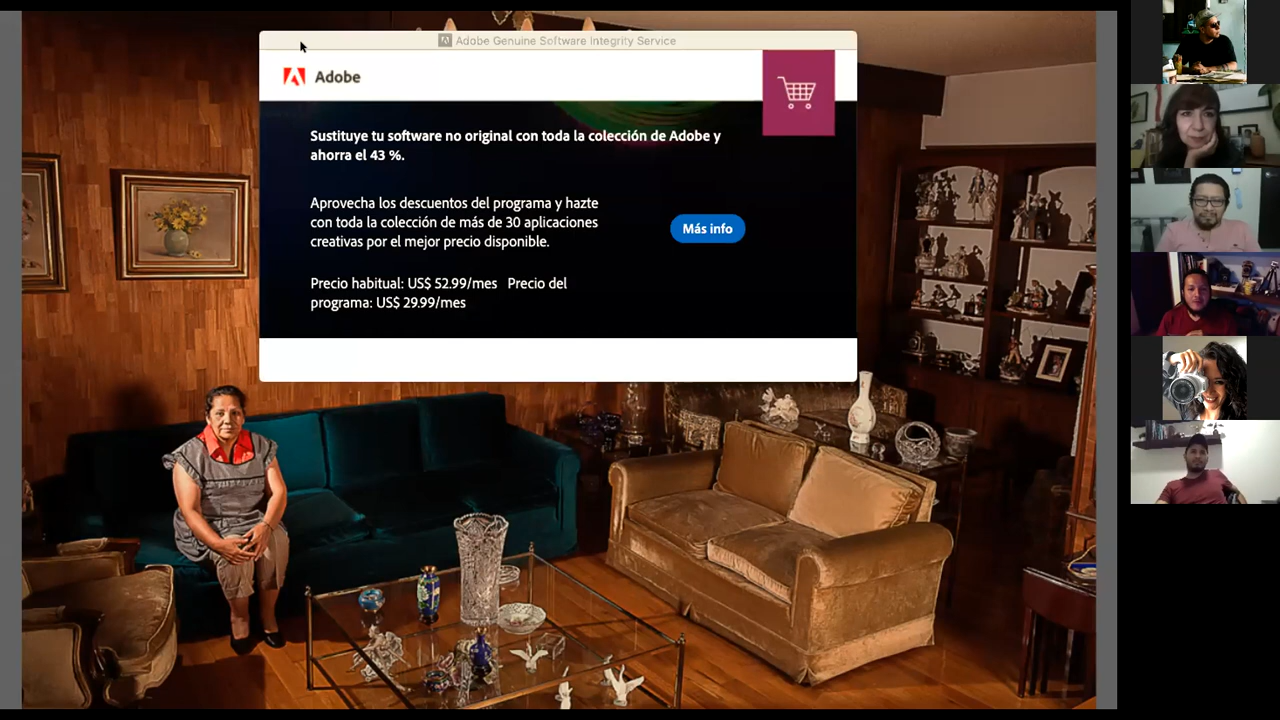 Adobe Genuine Software Integrity Service
Adobe
Sustituye tu software no original con toda la colección de Adobe y
ahorra el 43 %.
Aprovecha los descuentos del programa y hazte
con toda la colección de más de 30 aplicaciones
creativas por el mejor precio disponible.
Más info
Precio habitual: US$ 52.99/mes Precio del
programa: US$ 29.99/mes